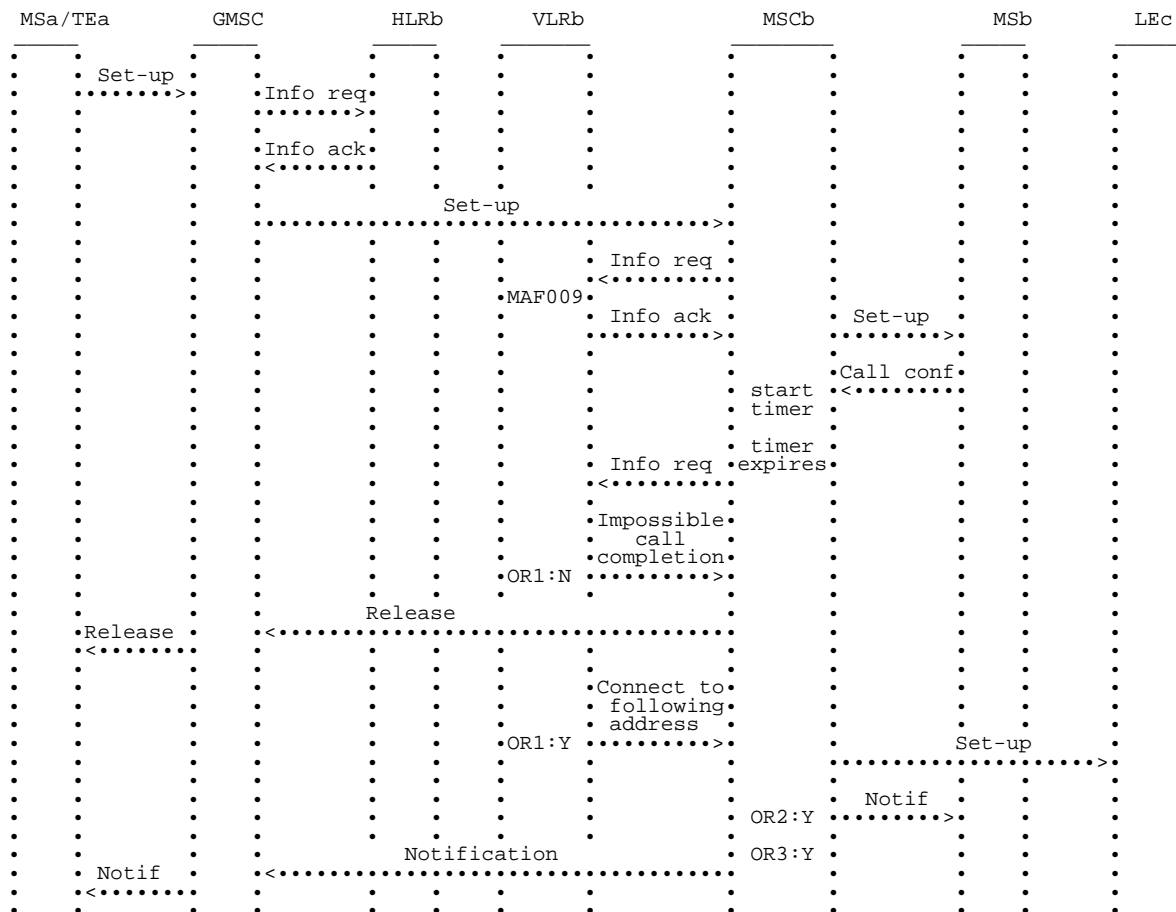 MSa/TEa GMSC HLRb VLRb MSCb MSb LEc
Set-up
Info req
Info ack
Set-up
Info req
MAF009
Info ack Set-up
Call conf
start
timer
timer
Info req expires
Impossible
call
completion
OR1:N
Release
Release
Connect to
following
address
OR1:Y Set-up
Notif
OR2:Y
Notification OR3:Y
Notif